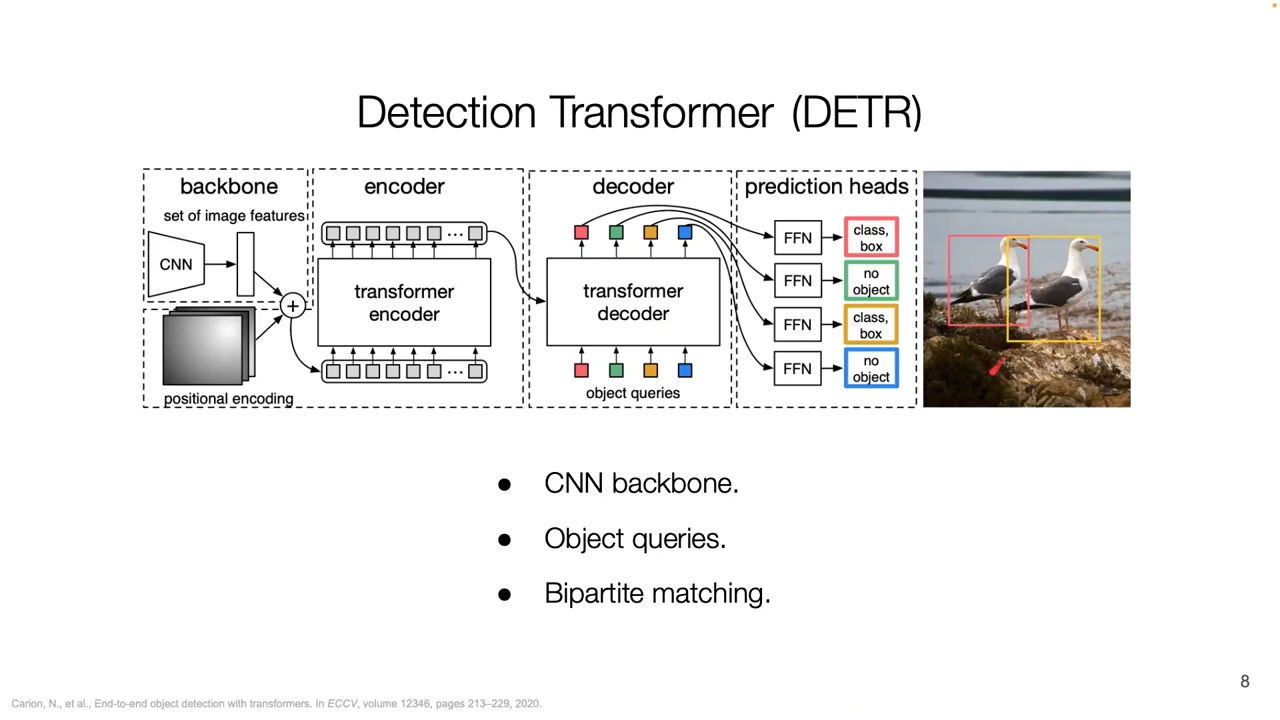 Detection Transformer (DETR)
backbone
set of image features
CNN
+
positional encoding
encoder
...
transformer
encoder
...
decoder
transformer
decoder
object queries
prediction heads
FFN
class,
box
FFN
no
object
FFN
class,
box
FFN
no
object
● CNN backbone.
● Object queries.
● Bipartite matching.
8
Carion, N., et al., End-to-end object detection with transformers. In ECCV, volume 12346, pages 213–229, 2020.